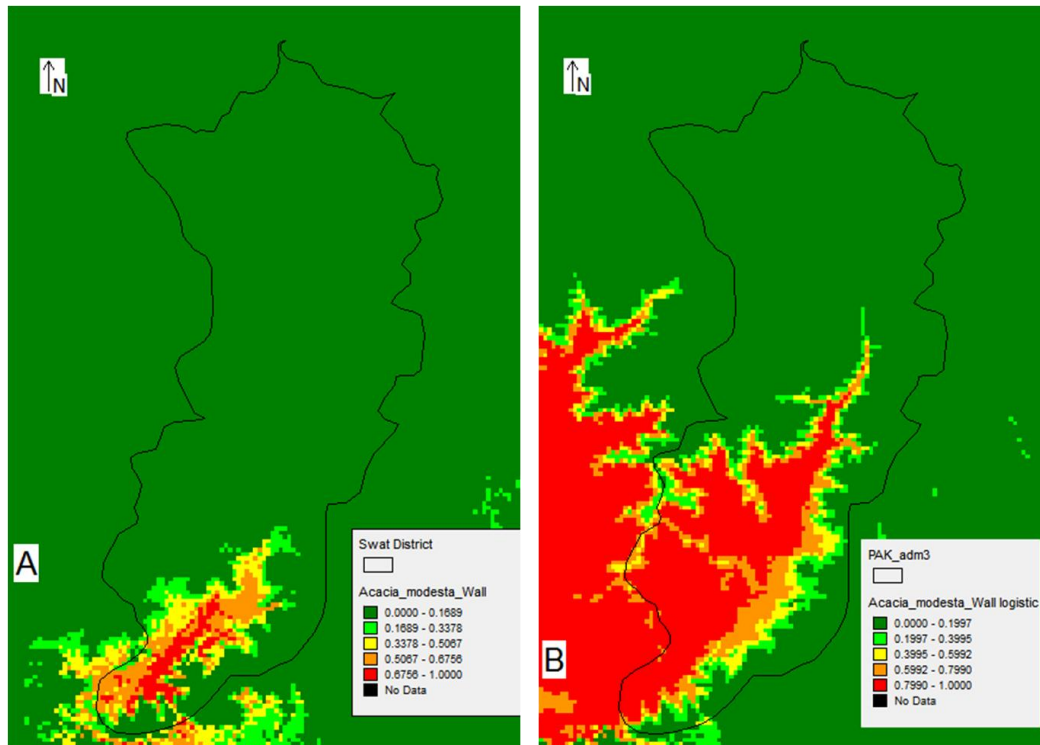 N
A
Swat District
Acacia_modesta_Wall
0.0000 - 0.1689
0.1689 - 0.3378
0.3378 - 0.5067
0.5067 - 0.6756
0.6756 - 1.0000
No Data
N
B
PAK_adm3
Acacia_modesta_Wall logistic
0.0000 - 0.1997
0.1997 - 0.3995
0.3995 - 0.5992
0.5992 - 0.7990
0.7990 - 1.0000
No Data